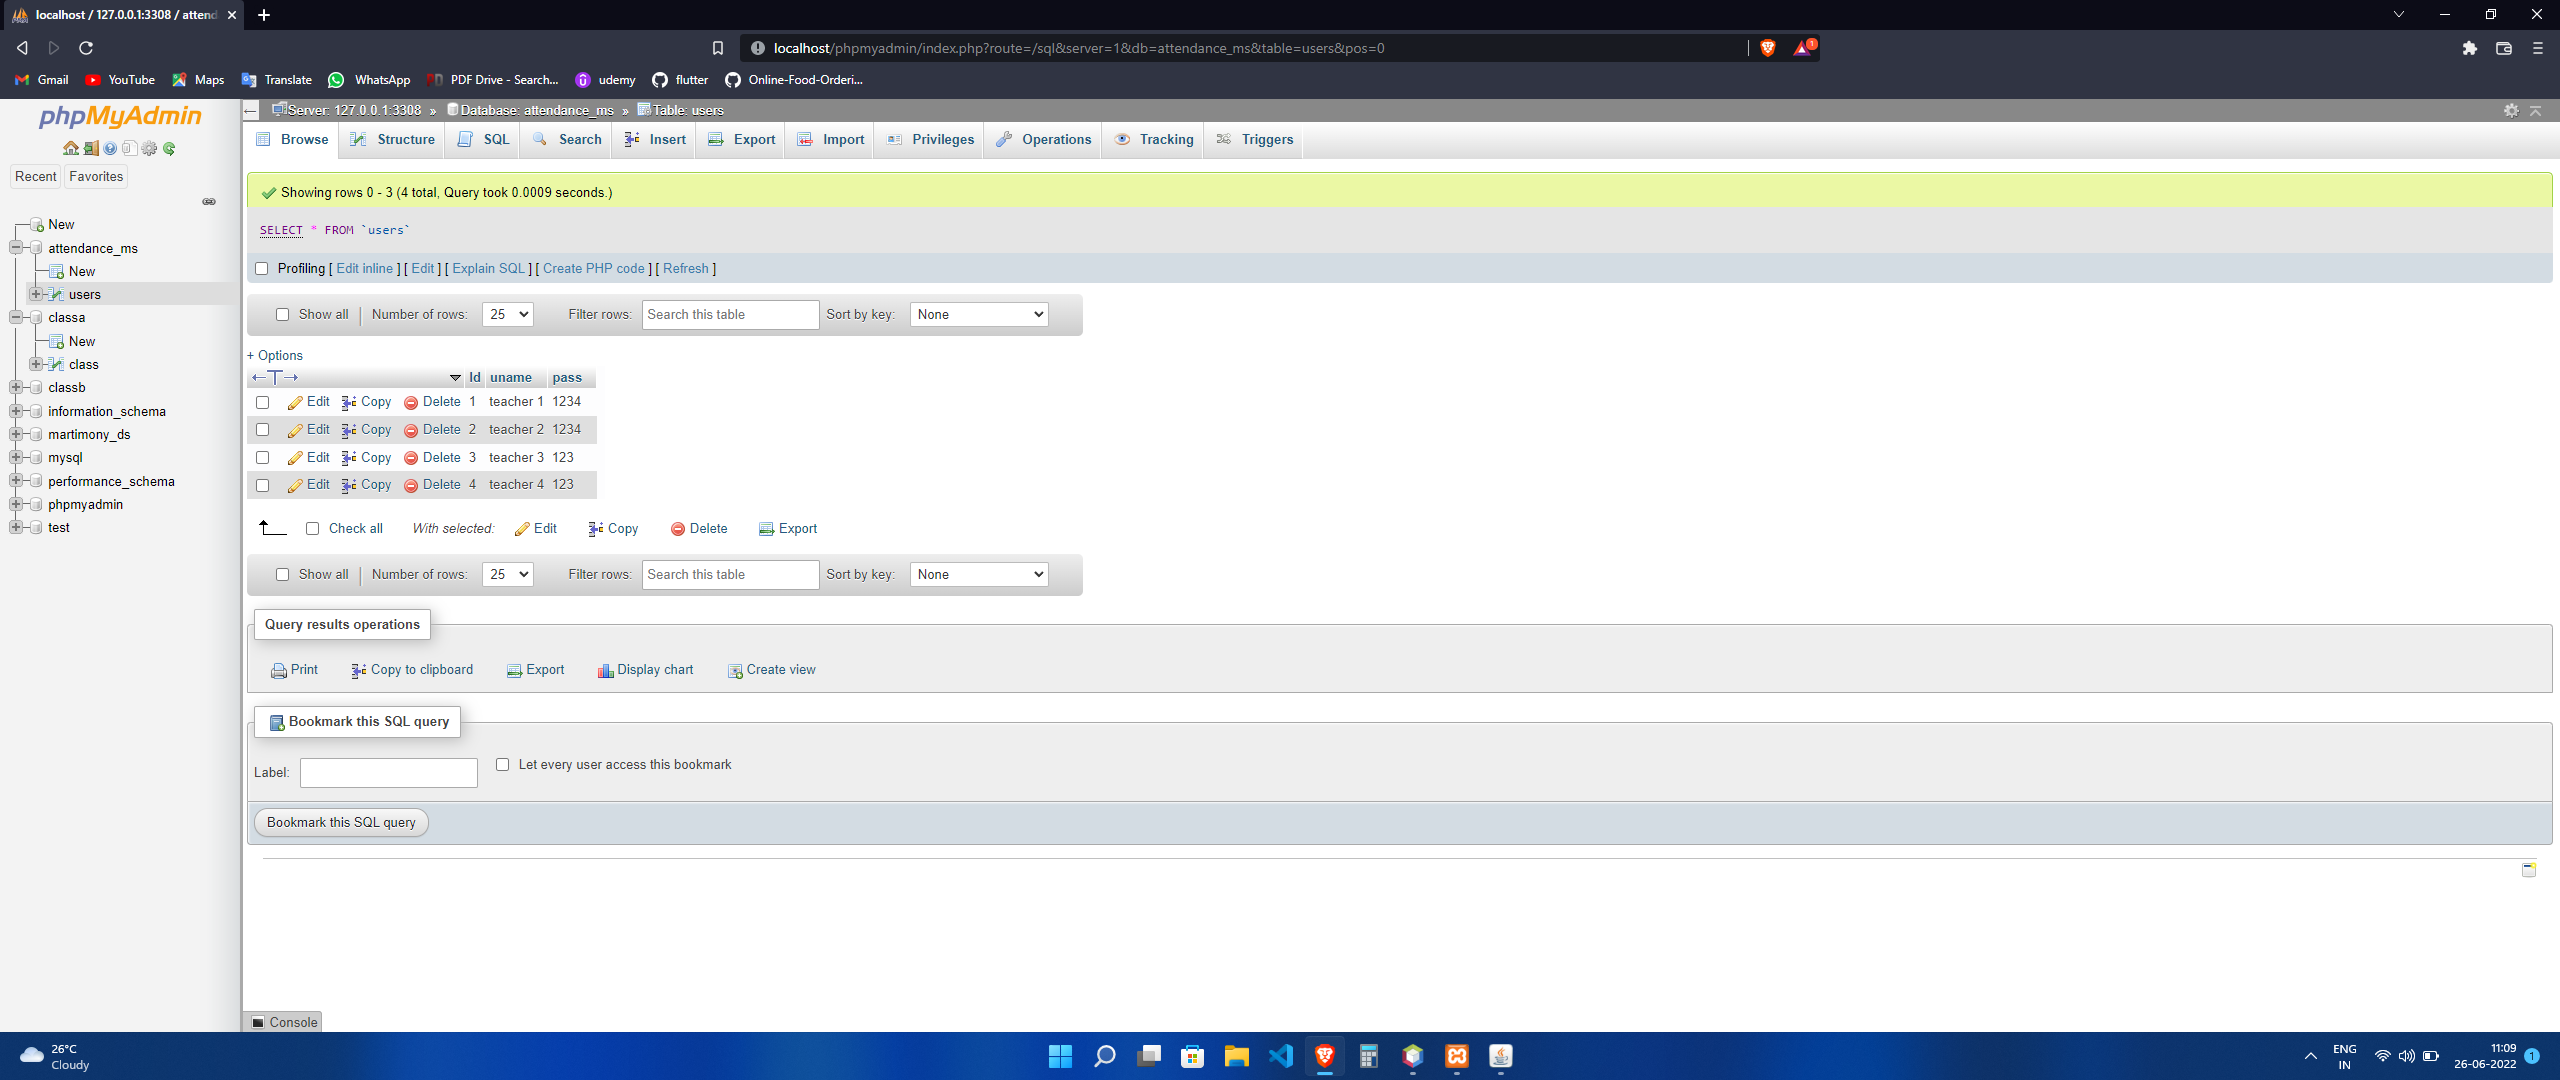 localhost / 127.0.0.1:3308 / attend
localhost/phpmyadmin/index.php?route=/sql&server=1&db=attendance_ms&table=users&pos=0
1
Gmail YouTube Maps Translate WhatsApp PDF Drive - Search... udemy flutter Online-Food-Orderi...
phpMyAdmin
Recent Favorites
New
attendance_ms
New
users
classa
New
class
classb
information_schema
martimony_ds
mysql
performance_schema
phpmyadmin
test
Server: 127.0.0.1:3308 » Database: attendance_ms » Table: users
Browse Structure SQL Search Insert Export Import Privileges Operations Tracking Triggers
Showing rows 0 - 3 (4 total, Query took 0.0009 seconds.)
SELECT * FROM `users`
Profiling [ Edit inline ] [ Edit ] [ Explain SQL ] [ Create PHP code ] [ Refresh ]
Show all Number of rows: 25 Filter rows: Search this table Sort by key: None
+ Options
Id uname pass
Edit Copy Delete 1 teacher 1 1234
Edit Copy Delete 2 teacher 2 1234
Edit Copy Delete 3 teacher 3 123
Edit Copy Delete 4 teacher 4 123
Check all With selected: Edit Copy Delete Export
Show all Number of rows: 25 Filter rows: Search this table Sort by key: None
Query results operations
Print Copy to clipboard Export Display chart Create view
Bookmark this SQL query
Label: Let every user access this bookmark
Bookmark this SQL query
Console
26°C
Cloudy
ENG
IN
11:09
26-06-2022
1